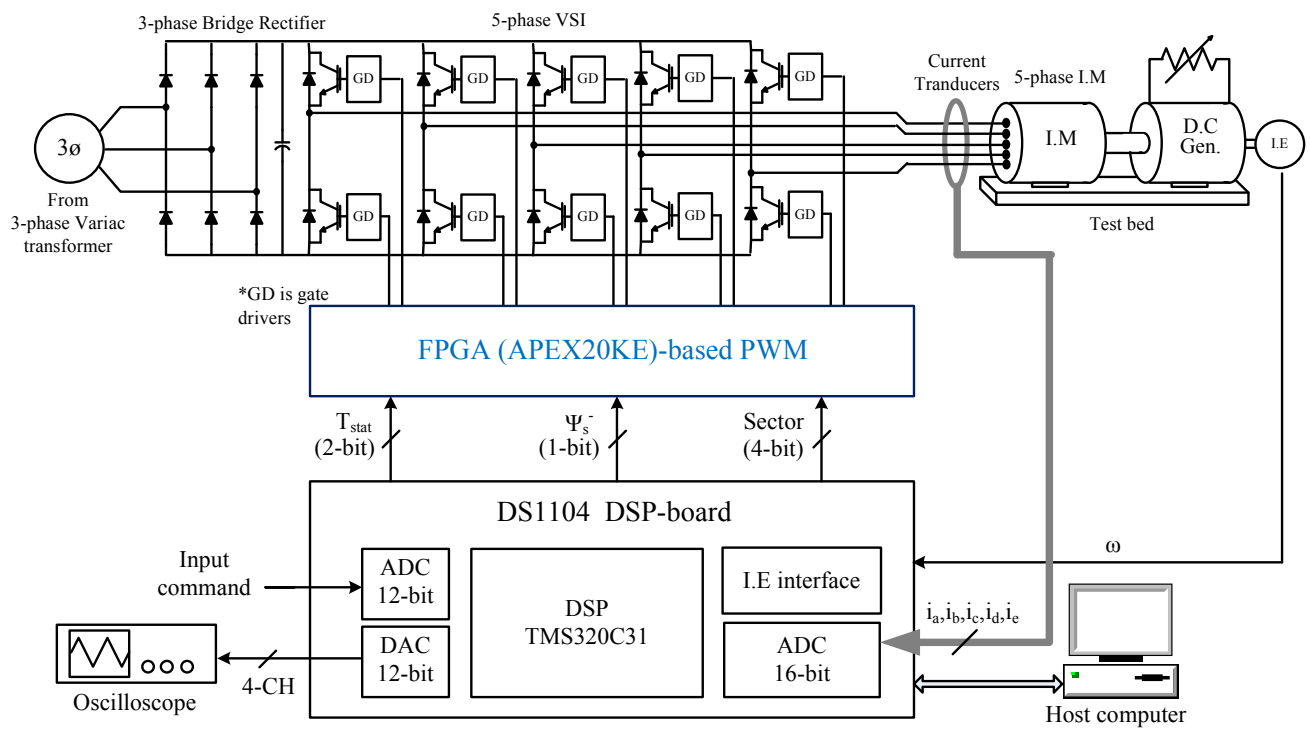 3-phase Bridge Rectifier
5-phase VSI
GD
GD
GD
GD
GD
Current
Tranducers
5-phase I.M
I.M
D.C
Gen.
I.E
3ø
From
3-phase Variac
transformer
GD
GD
GD
GD
GD
Test bed
*GD is gate
drivers
FPGA (APEX20KE)-based PWM
T_stat
(2-bit)
Ψ_s^-
(1-bit)
Sector
(4-bit)
DS1104 DSP-board
Input
command
ADC
12-bit
DSP
TMS320C31
I.E interface
ω
DAC
12-bit
ADC
16-bit
i_a,i_b,i_c,i_d,i_e
4-CH
Oscilloscope
Host computer